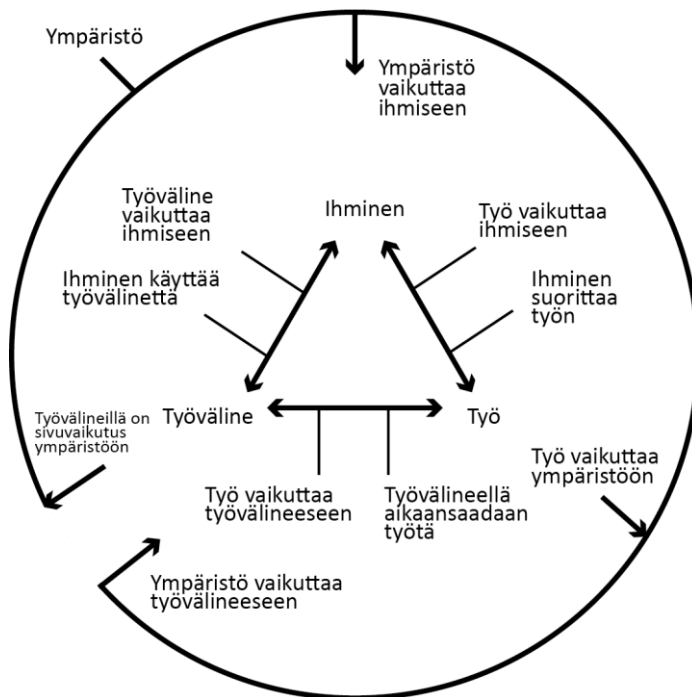 Ympäristö
Ympäristö
vaikuttaa
ihmiseen
Työväline
vaikuttaa
ihmiseen
Ihminen
Työ vaikuttaa
ihmiseen
Ihminen käyttää
työvälinettä
Ihminen
suorittaa
työn
Työvälineillä on
sivuvaikutus
ympäristöön
Työväline
Työ
Työ vaikuttaa
ympäristöön
Työ vaikuttaa
työvälineeseen
Työvälineellä
aikaansaadaan
työtä
Ympäristö vaikuttaa
työvälineeseen